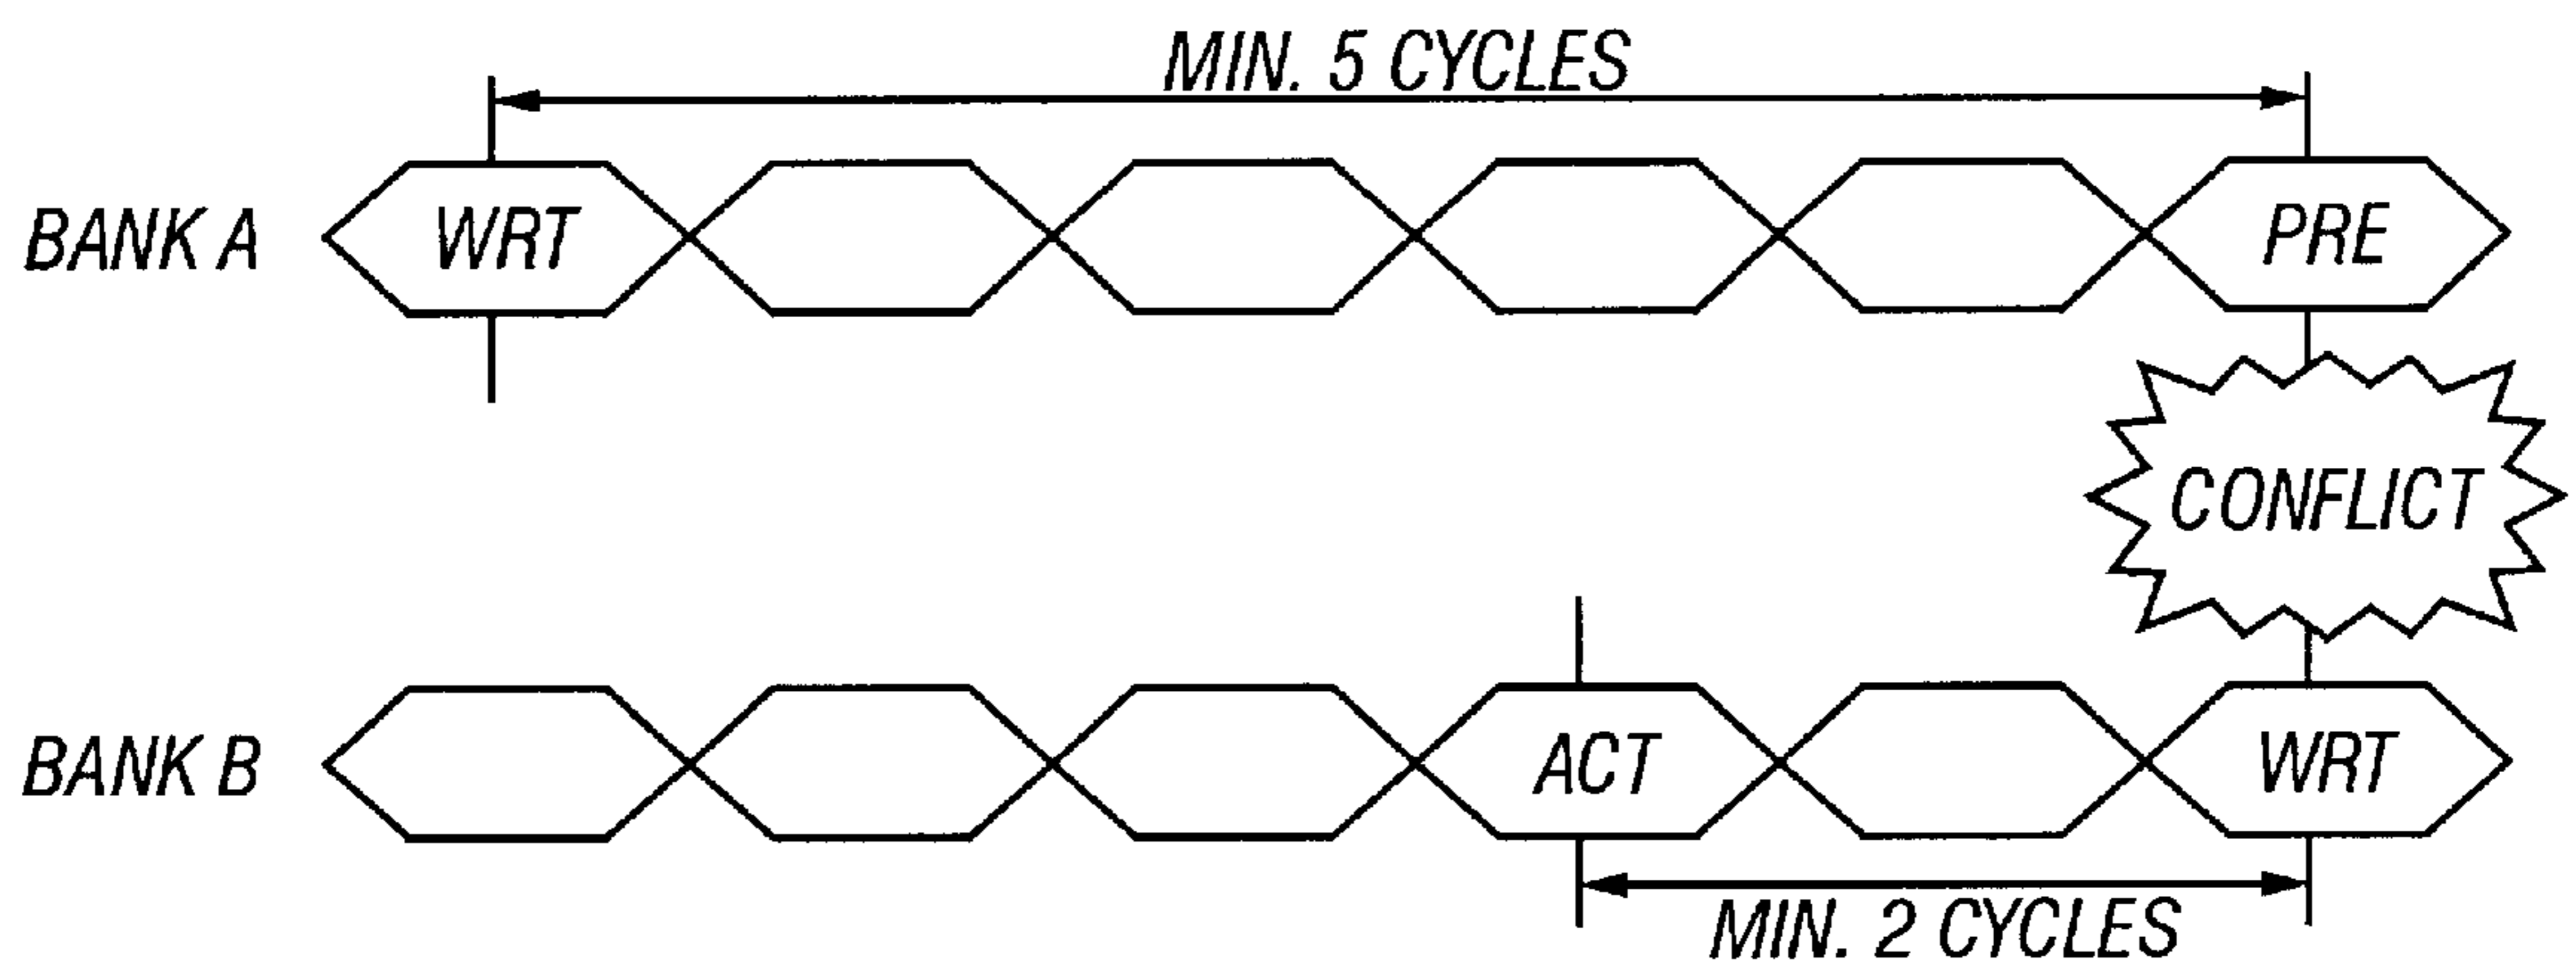 MIN. 5 CYCLES
BANK A WRT PRE
CONFLICT
BANK B ACT WRT
MIN. 2 CYCLES